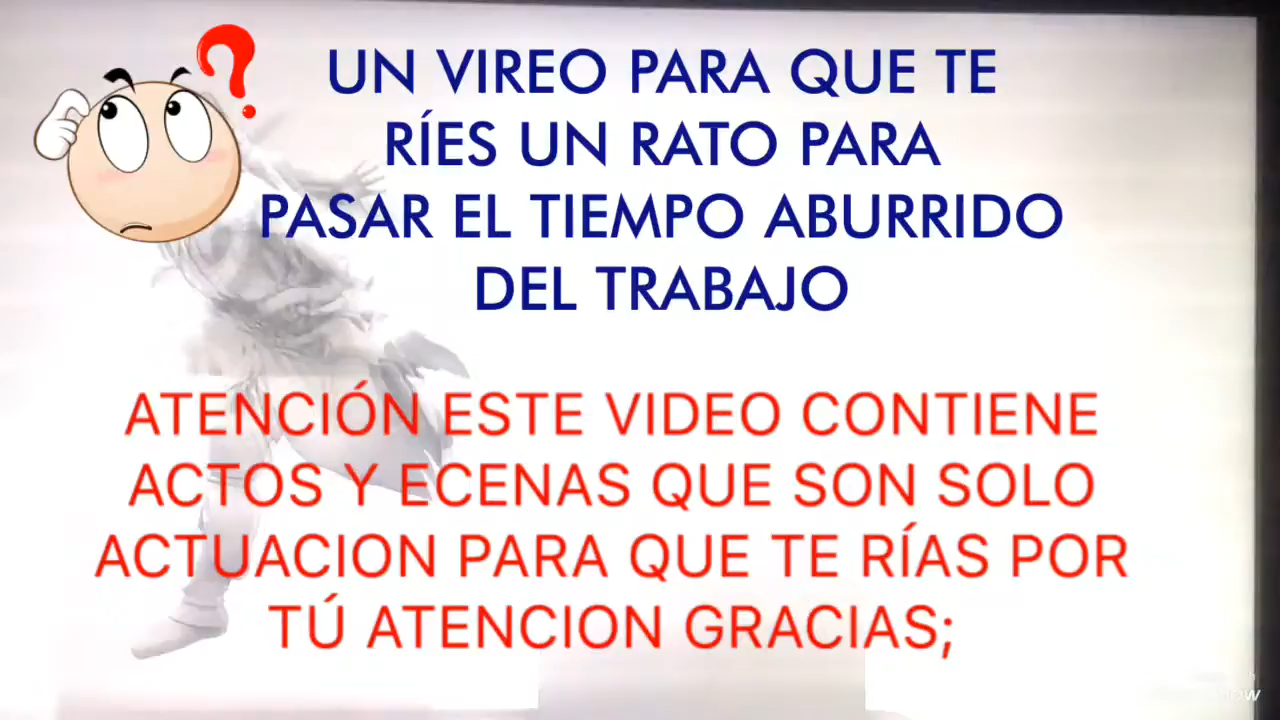 UN VIREO PARA QUE TE
RÍES UN RATO PARA
PASAR EL TIEMPO ABURRIDO
DEL TRABAJO
ATENCIÓN ESTE VIDEO CONTIENE
ACTOS Y ECENAS QUE SON SOLO
ACTUACION PARA QUE TE RÍAS POR
TÚ ATENCION GRACIAS;